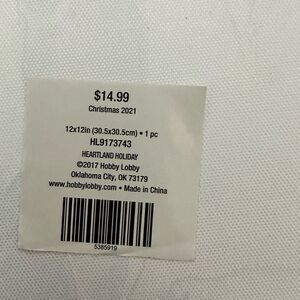 $14.99
Christmas 2021
12x12in (30.5x30.5cm) • 1 pc
HL9173743
HEARTLAND HOLIDAY
©2017 Hobby Lobby
Oklahoma City, OK 73179
www.hobbylobby.com • Made in China
5385919